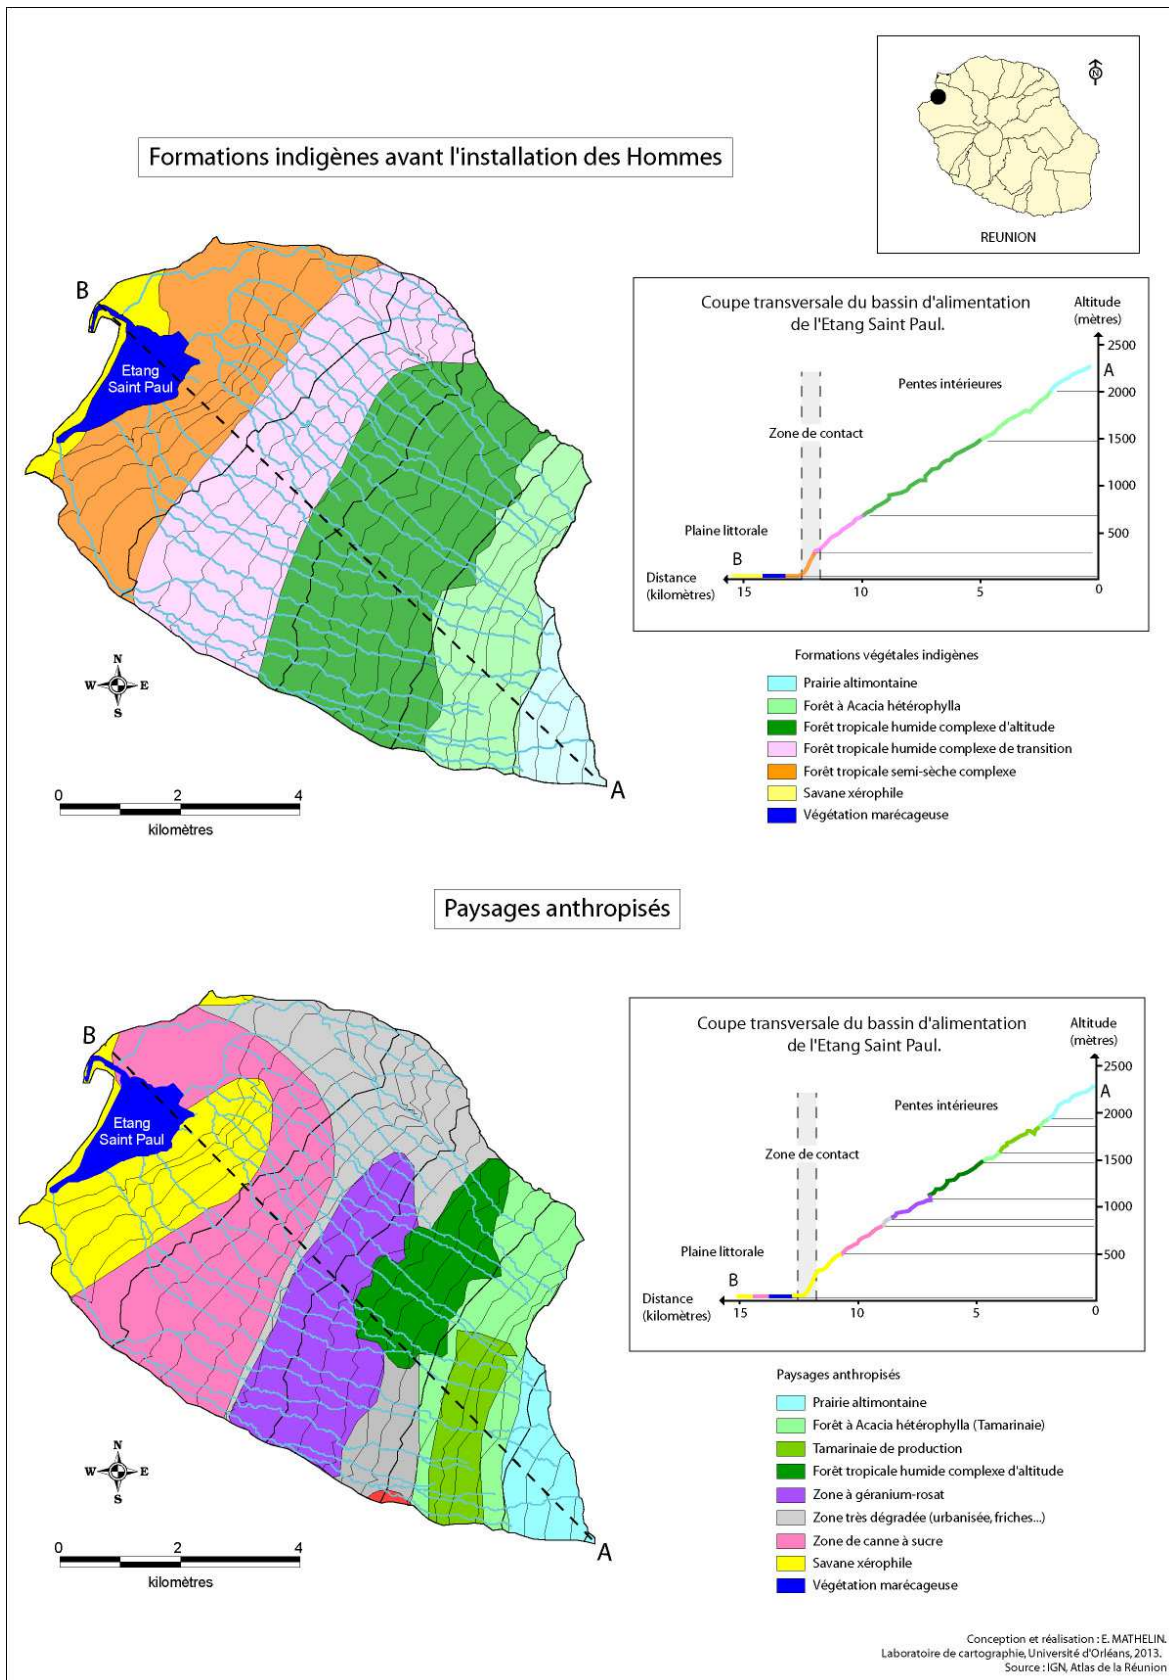 N
REUNION
Formations indigènes avant l'installation des Hommes
B
Etang
Saint Paul
A
N
W E
S
0 2 4
kilomètres
Coupe transversale du bassin d'alimentation
de l'Etang Saint Paul.
Altitude
(mètres)
2500
A
Pentes intérieures
2000
Zone de contact
1500
1000
Plaine littorale
500
B
Distance
(kilomètres)
15 10 5 0
Formations végétales indigènes
Prairie altimontaine
Forêt à Acacia hétérophylla
Forêt tropicale humide complexe d'altitude
Forêt tropicale humide complexe de transition
Forêt tropicale semi-sèche complexe
Savane xérophile
Végétation marécageuse
Paysages anthropisés
B
Etang
Saint Paul
A
N
W E
S
0 2 4
kilomètres
Coupe transversale du bassin d'alimentation
de l'Etang Saint Paul.
Altitude
(mètres)
2500
A
Pentes intérieures
2000
Zone de contact
1500
1000
Plaine littorale
500
B
Distance
(kilomètres)
15 10 5 0
Paysages anthropisés
Prairie altimontaine
Forêt à Acacia hétérophylla (Tamarinaie)
Tamarinaie de production
Forêt tropicale humide complexe d'altitude
Zone à géranium-rosat
Zone très dégradée (urbanisée, friches...)
Zone de canne à sucre
Savane xérophile
Végétation marécageuse
Conception et réalisation : E. MATHELIN.
Laboratoire de cartographie, Université d'Orléans, 2013.
Source : IGN, Atlas de la Réunion